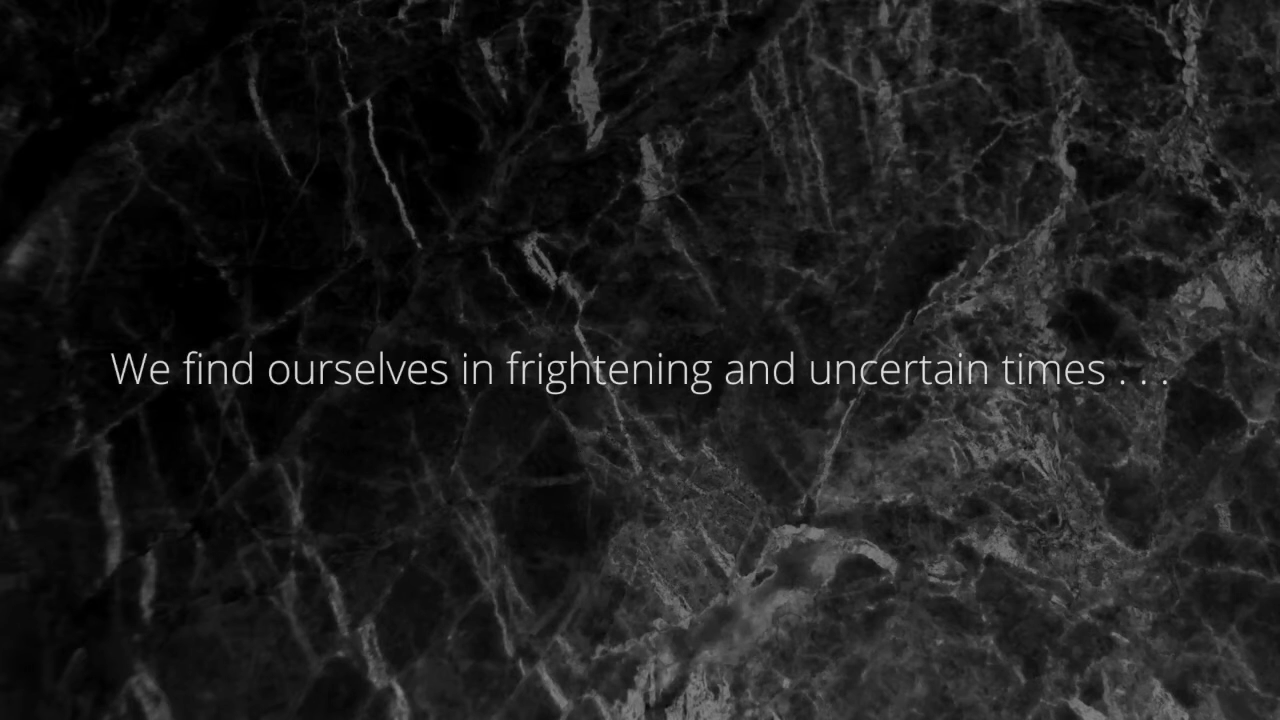 We find ourselves in frightening and uncertain times . . .